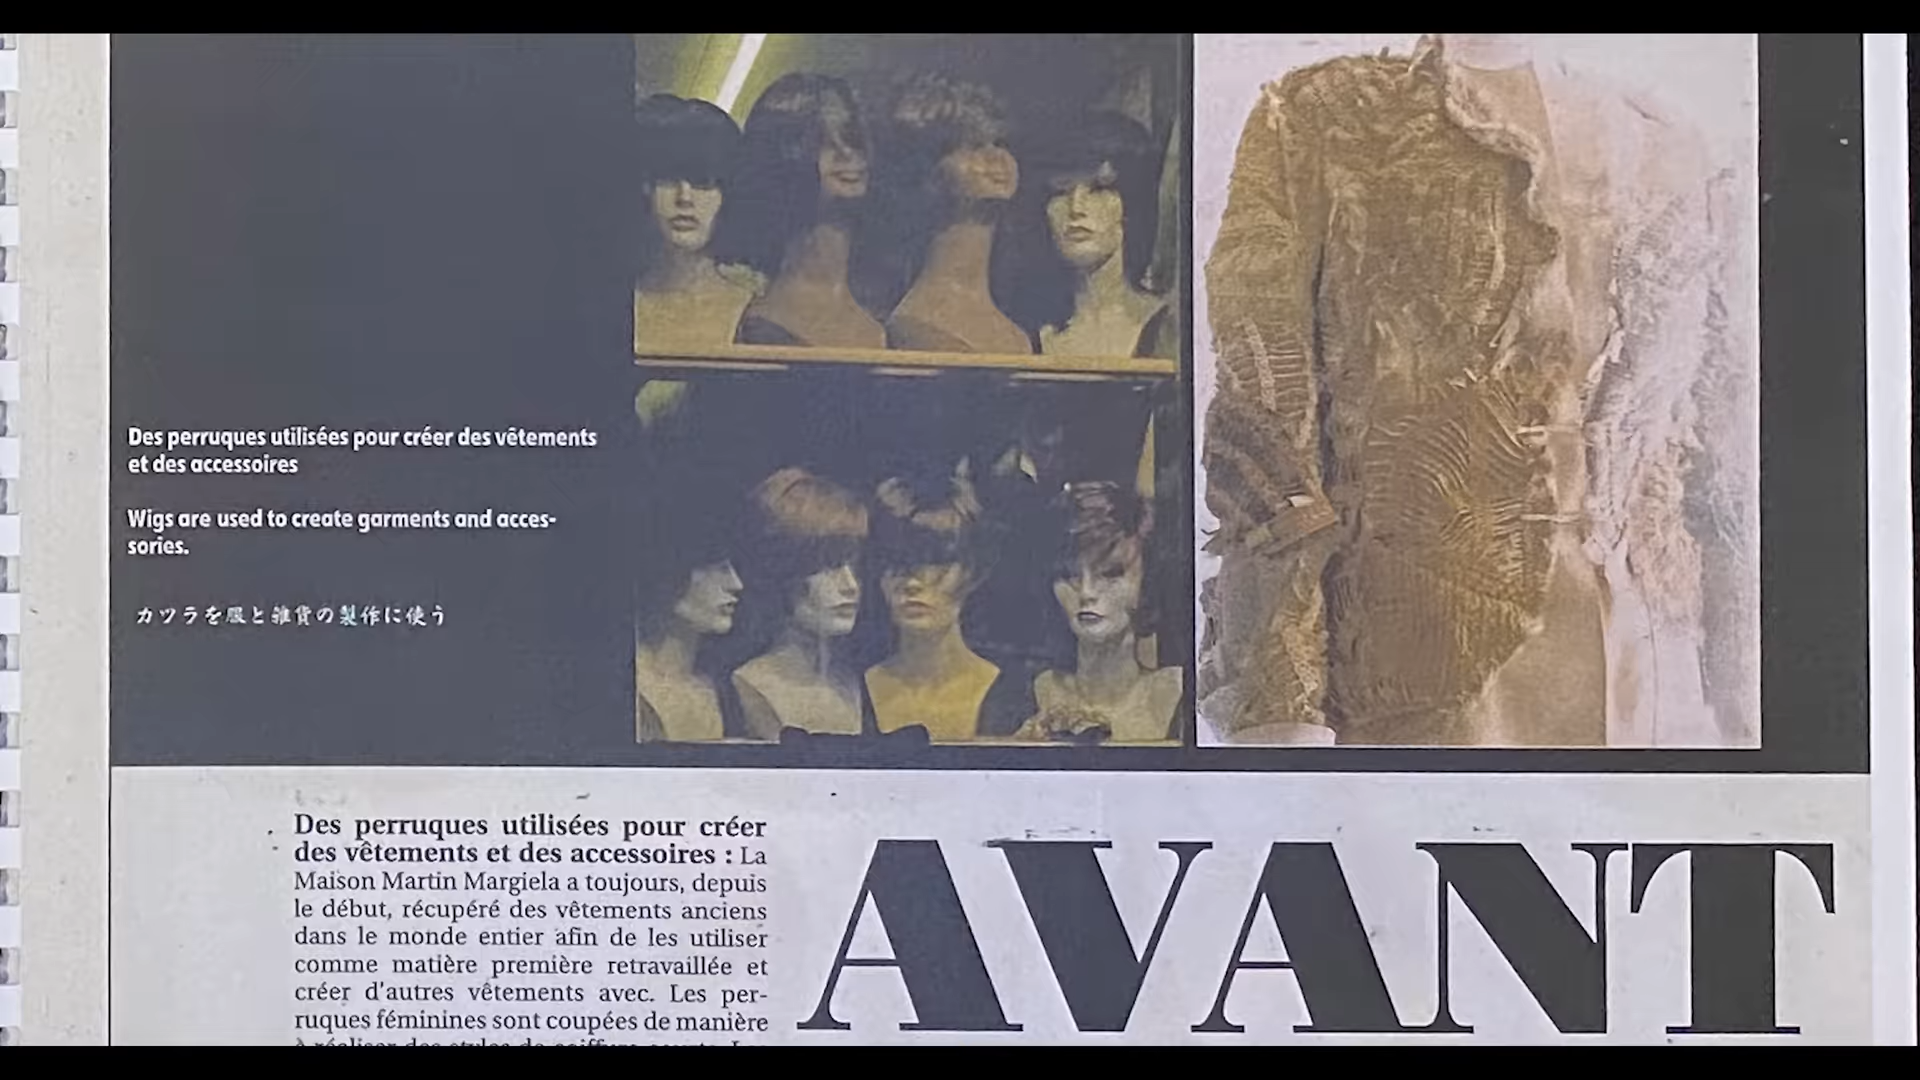 Des perruques utilisées pour créer des vêtements
et des accessoires
Wigs are used to create garments and acces-
sories.
カツラを服と雑貨の製作に使う
Des perruques utilisées pour créer
des vêtements et des accessoires : La
Maison Martin Margiela a toujours, depuis
le début, récupéré des vêtements anciens
dans le monde entier afin de les utiliser
comme matière première retravaillée et
créer d'autres vêtements avec. Les per-
ruques féminines sont coupées de manière
AVANT